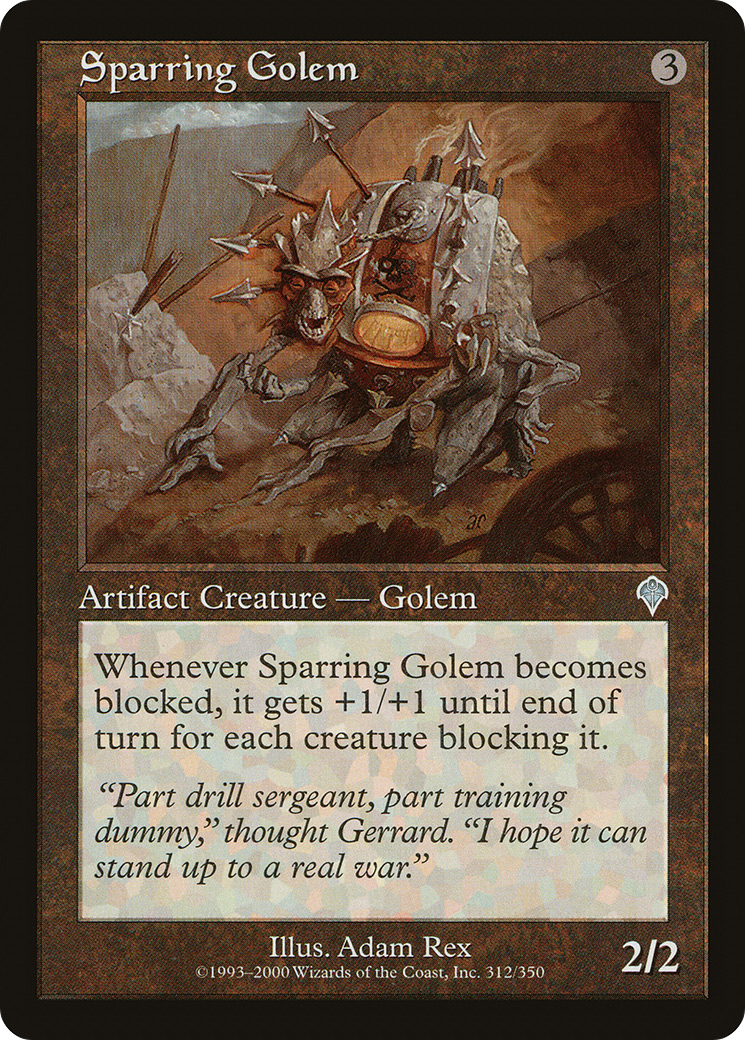 Sparring Golem
3
Artifact Creature — Golem
Whenever Sparring Golem becomes
blocked, it gets +1/+1 until end of
turn for each creature blocking it.
“Part drill sergeant, part training
dummy,” thought Gerrard. “I hope it can
stand up to a real war.”
Illus. Adam Rex
2/2
©1993–2000 Wizards of the Coast, Inc. 312/350